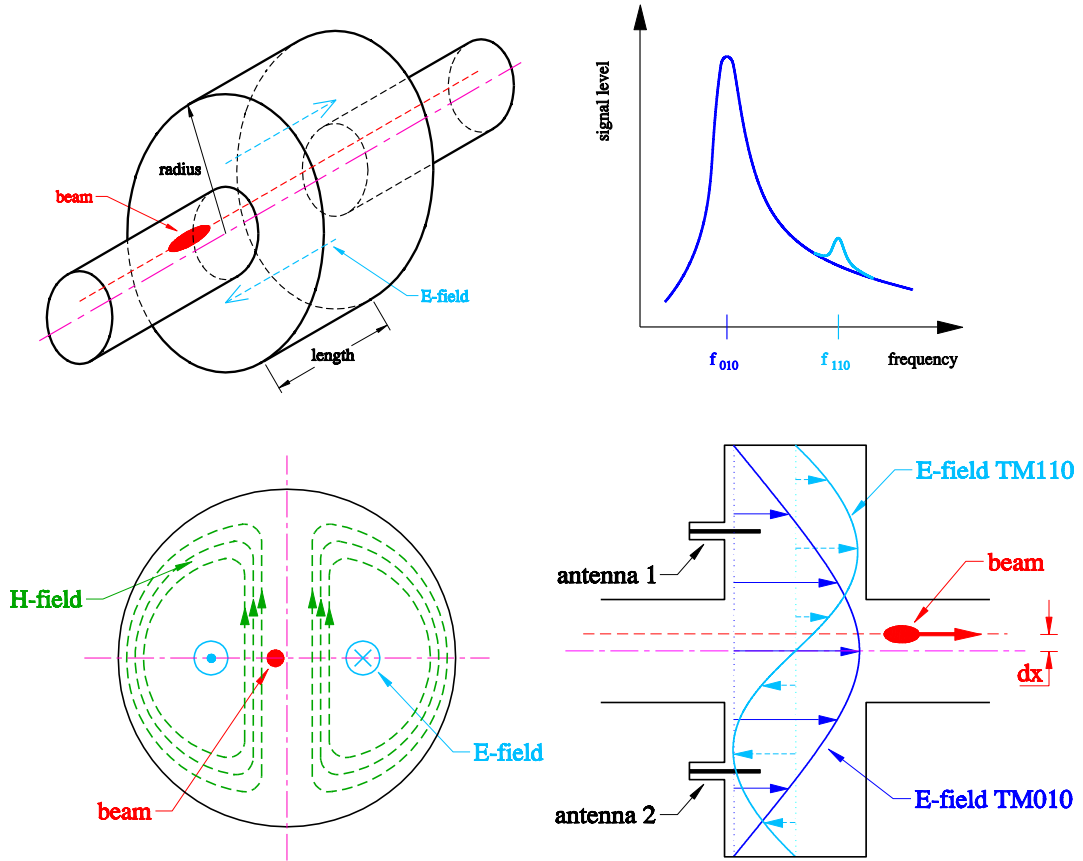 radius
beam
E-field
length
signal level
f 010
f 110
frequency
H-field
E-field
beam
E-field TM110
antenna 1
beam
dx
antenna 2
E-field TM010